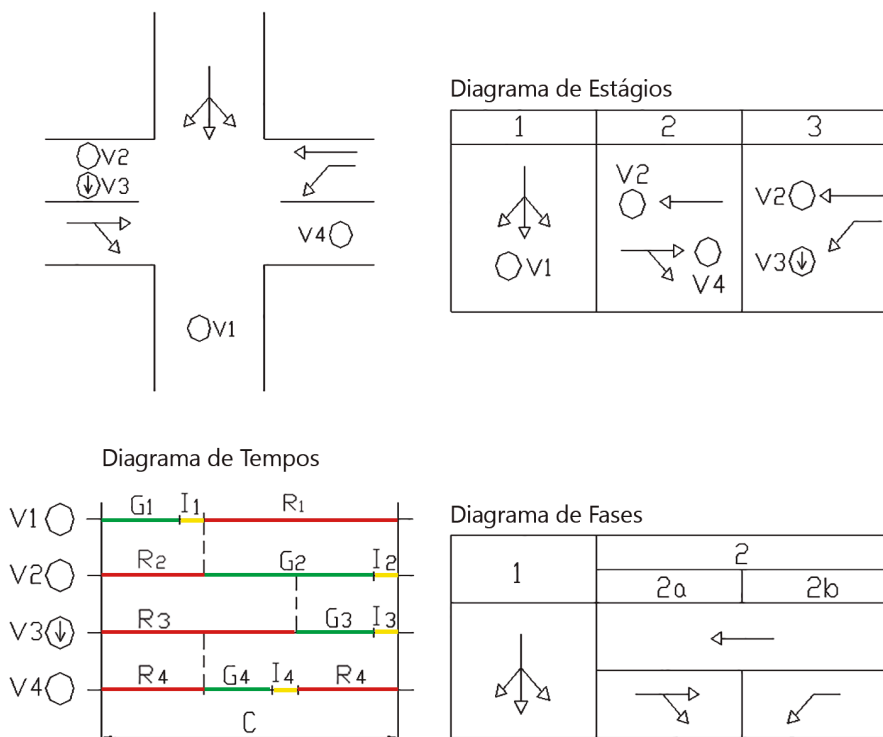 V2
V3
V4
V1
Diagrama de Estágios
1 2 3
V1
V2
V4
V2
V3
Diagrama de Tempos
V1 G1 I1 R1
V2 R2 G2 I2
V3 R3 G3 I3
V4 R4 G4 I4 R4
C
Diagrama de Fases
1 2
2a 2b